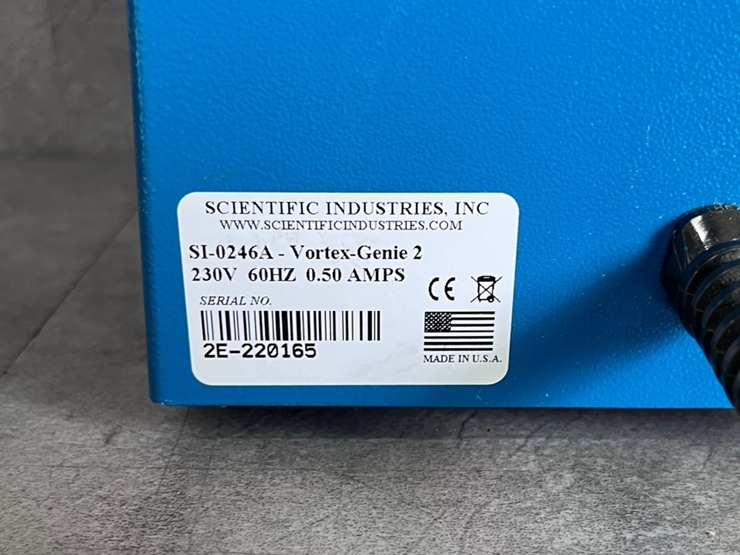 SCIENTIFIC INDUSTRIES, INC
WWW.SCIENTIFICINDUSTRIES.COM
SI-0246A - Vortex-Genie 2
230V 60HZ 0.50 AMPS
CE
SERIAL NO.
2E-220165
MADE IN U.S.A.